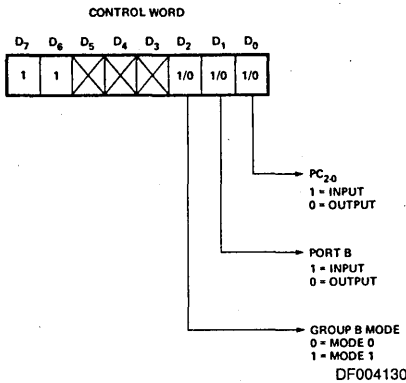 CONTROL WORD
D7 D6 D5 D4 D3 D2 D1 D0
1 1 1/0 1/0 1/0
PC2-0
1 = INPUT
0 = OUTPUT
PORT B
1 = INPUT
0 = OUTPUT
GROUP B MODE
0 = MODE 0
1 = MODE 1
DF004130